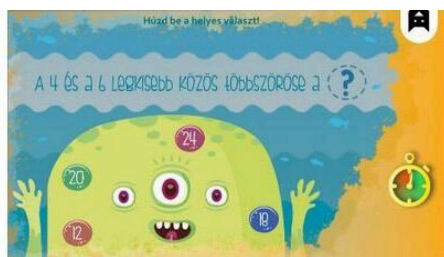 Húzd be a helyes választ!
A 4 és a 6 legkisebb közös többszöröse a ?
24
20
12
18